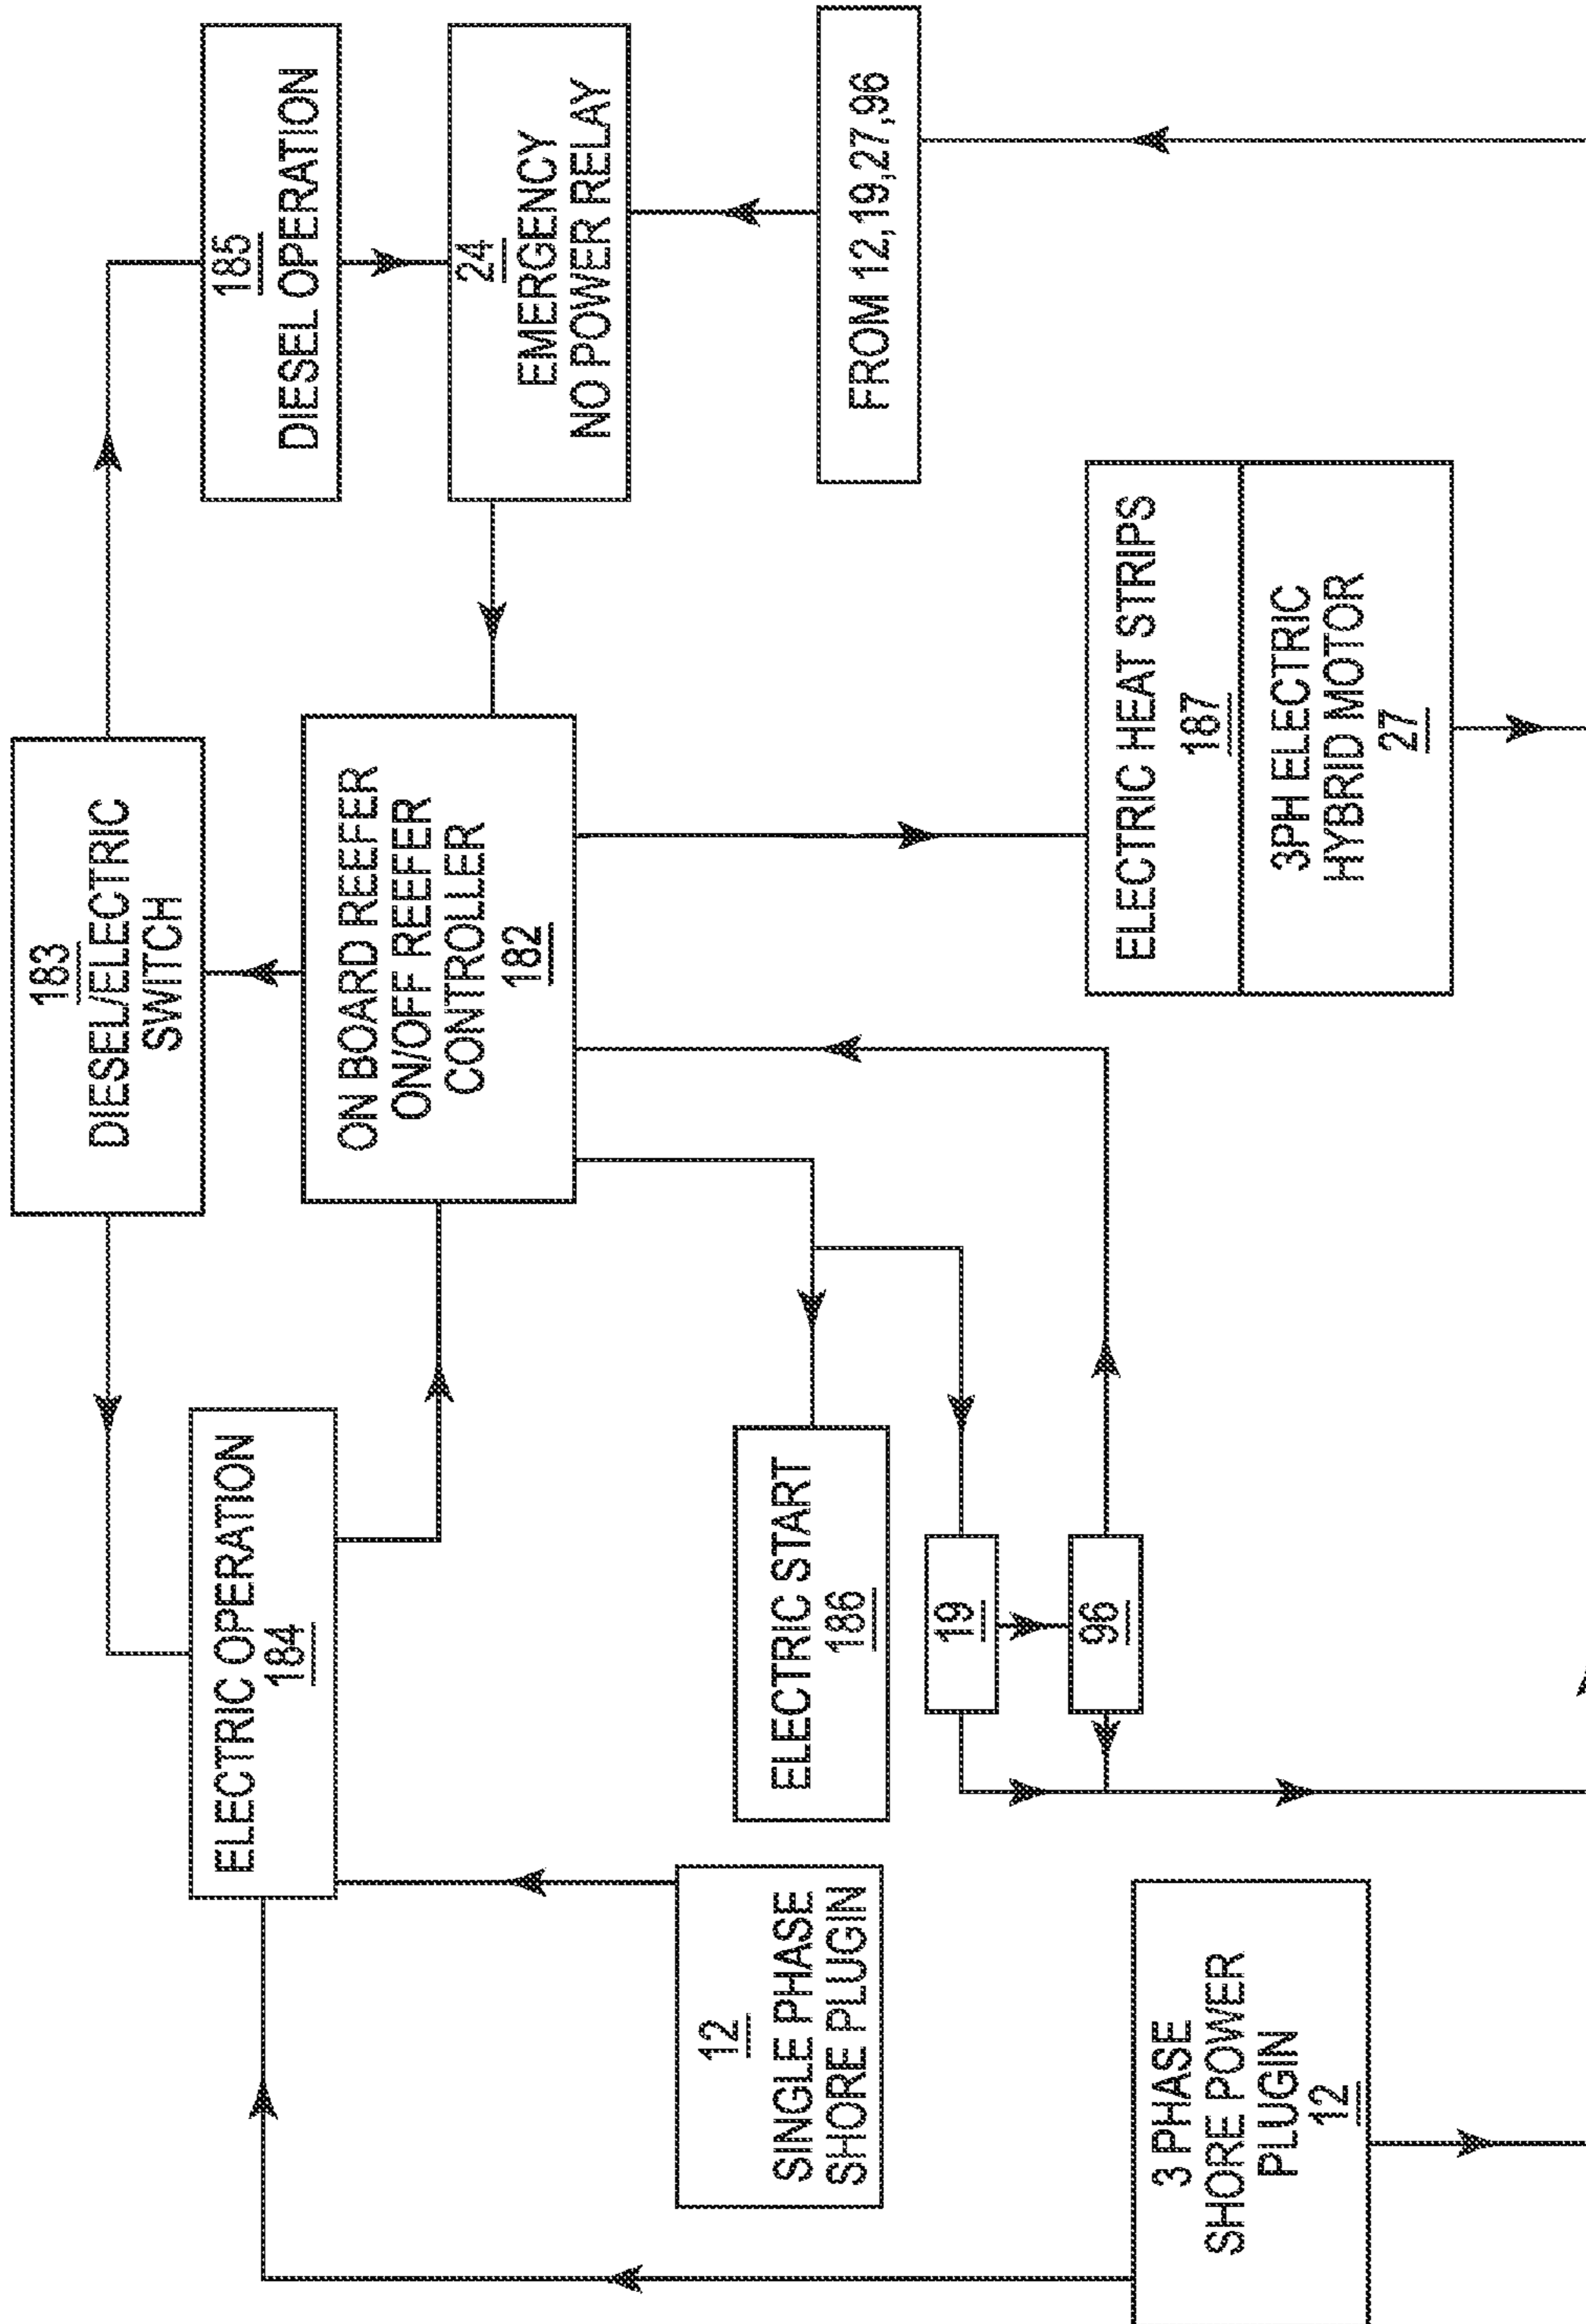 183
DIESEL/ELECTRIC
SWITCH
ELECTRIC OPERATION
184
185
DIESEL OPERATION
ON BOARD REEFER
ON/OFF REEFER
CONTROLLER
182
24
EMERGENCY
NO POWER RELAY
12
SINGLE PHASE
SHORE PLUGIN
ELECTRIC START
186
FROM 12,19,27,96
19
96
3 PHASE
SHORE POWER
PLUGIN
12
ELECTRIC HEAT STRIPS
187
3PH ELECTRIC
HYBRID MOTOR
27